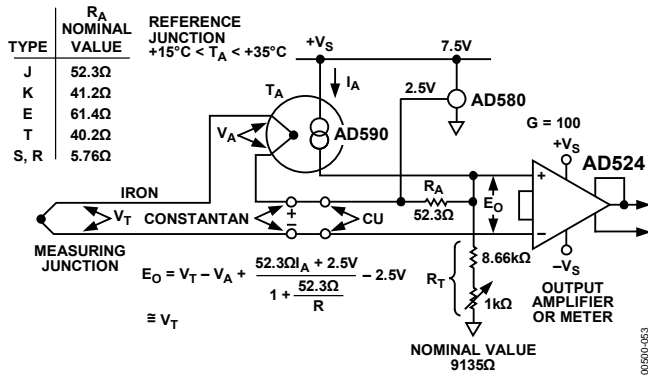 TYPE
R_A
NOMINAL
VALUE
J 52.3Ω
K 41.2Ω
E 61.4Ω
T 40.2Ω
S, R 5.76Ω
REFERENCE
JUNCTION
+15°C < T_A < +35°C
+V_S
7.5V
I_A
T_A
2.5V
AD580
V_A
AD590
G = 100
+V_S
AD524
IRON
R_A
52.3Ω
+
E_O
–
V_T
CONSTANTAN
+
–
CU
MEASURING
JUNCTION
8.66kΩ
R_T
1kΩ
–V_S
OUTPUT
AMPLIFIER
OR METER
E_O = V_T – V_A + (52.3ΩI_A + 2.5V) / (1 + 52.3Ω/R) – 2.5V
≅ V_T
NOMINAL VALUE
9135Ω
00500-053